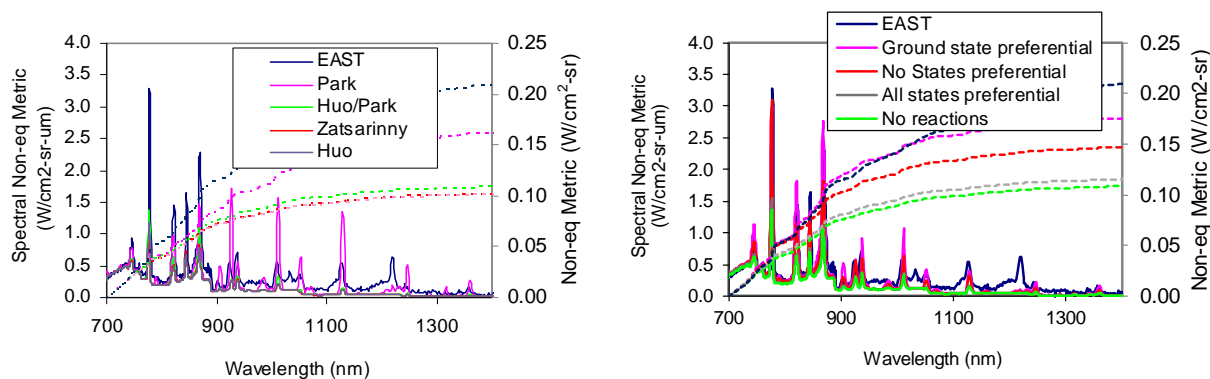 4.0
3.5
3.0
2.5
2.0
1.5
1.0
0.5
0.0
Spectral Non-eq Metric
(W/cm2-sr-um)
EAST
Park
Huo/Park
Zatsarinny
Huo
0.25
0.20
0.15
0.10
0.05
0.00
Non-eq Metric (W/cm²-sr)
700
900
1100
1300
Wavelength (nm)
4.0
3.5
3.0
2.5
2.0
1.5
1.0
0.5
0.0
Spectral Non-eq Metric
(W/cm2-sr-um)
EAST
Ground state preferential
No States preferential
All states preferential
No reactions
0.25
0.20
0.15
0.10
0.05
0.00
Non-eq Metric (W/cm2-sr)
700
900
1100
1300
Wavelength (nm)